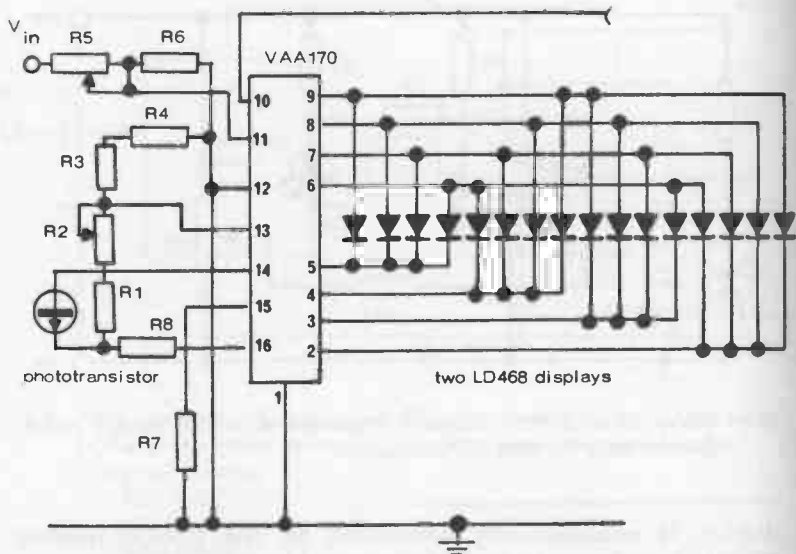 Vin
R5
R6
VAA170
R4
R3
R2
R1
R8
R7
10
11
12
13
14
15
16
1
9
8
7
6
5
4
3
2
phototransistor
two LD468 displays